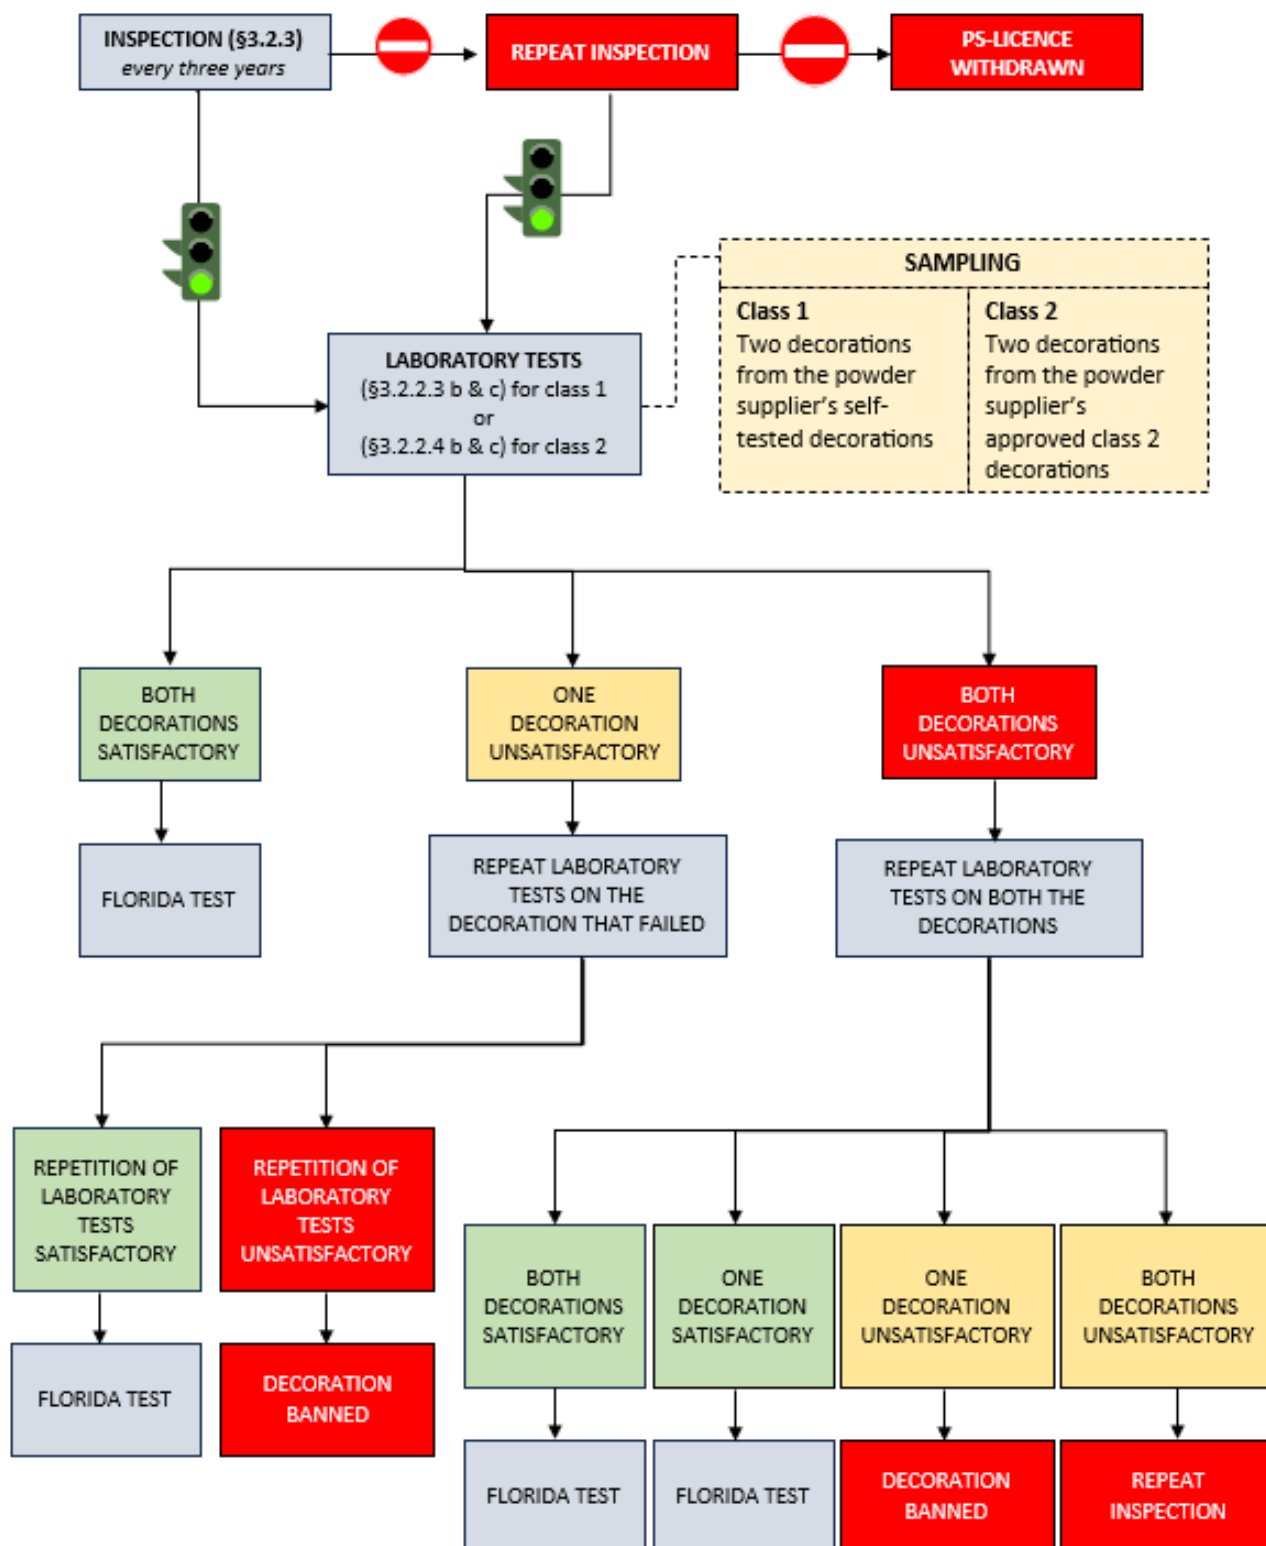 INSPECTION (§3.2.3)
every three years
REPEAT INSPECTION
PS-LICENCE
WITHDRAWN
SAMPLING
Class 1
Two decorations
from the powder
supplier's self-
tested decorations
Class 2
Two decorations
from the powder
supplier's
approved class 2
decorations
LABORATORY TESTS
(§3.2.2.3 b & c) for class 1
or
(§3.2.2.4 b & c) for class 2
BOTH
DECORATIONS
SATISFACTORY
ONE
DECORATION
UNSATISFACTORY
BOTH
DECORATIONS
UNSATISFACTORY
FLORIDA TEST
REPEAT LABORATORY
TESTS ON THE
DECORATION THAT FAILED
REPEAT LABORATORY
TESTS ON BOTH THE
DECORATIONS
REPETITION OF
LABORATORY
TESTS
SATISFACTORY
REPETITION OF
LABORATORY
TESTS
UNSATISFACTORY
BOTH
DECORATIONS
SATISFACTORY
ONE
DECORATION
SATISFACTORY
ONE
DECORATION
UNSATISFACTORY
BOTH
DECORATIONS
UNSATISFACTORY
FLORIDA TEST
DECORATION
BANNED
FLORIDA TEST
FLORIDA TEST
DECORATION
BANNED
REPEAT
INSPECTION